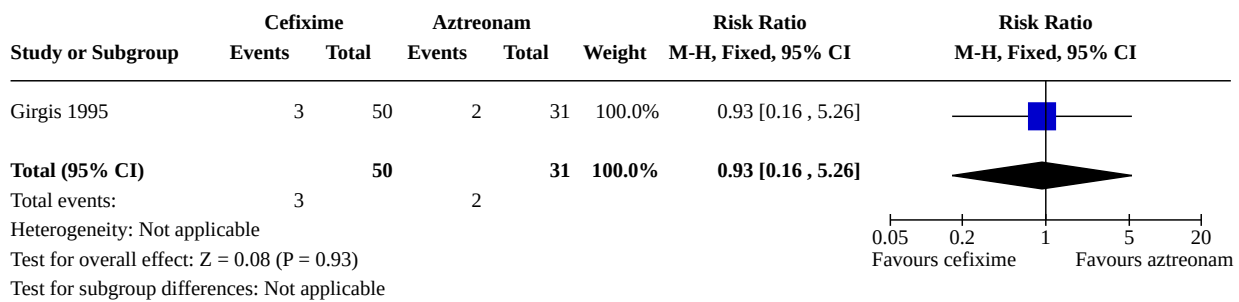 Cefixime Aztreonam Risk Ratio Risk Ratio
Study or Subgroup Events Total Events Total Weight M-H, Fixed, 95% CI M-H, Fixed, 95% CI
Girgis 1995 3 50 2 31 100.0% 0.93 [0.16 , 5.26]
Total (95% CI) 50 31 100.0% 0.93 [0.16 , 5.26]
Total events: 3 2
Heterogeneity: Not applicable
0.05 0.2 1 5 20
Test for overall effect: Z = 0.08 (P = 0.93) Favours cefixime Favours aztreonam
Test for subgroup differences: Not applicable